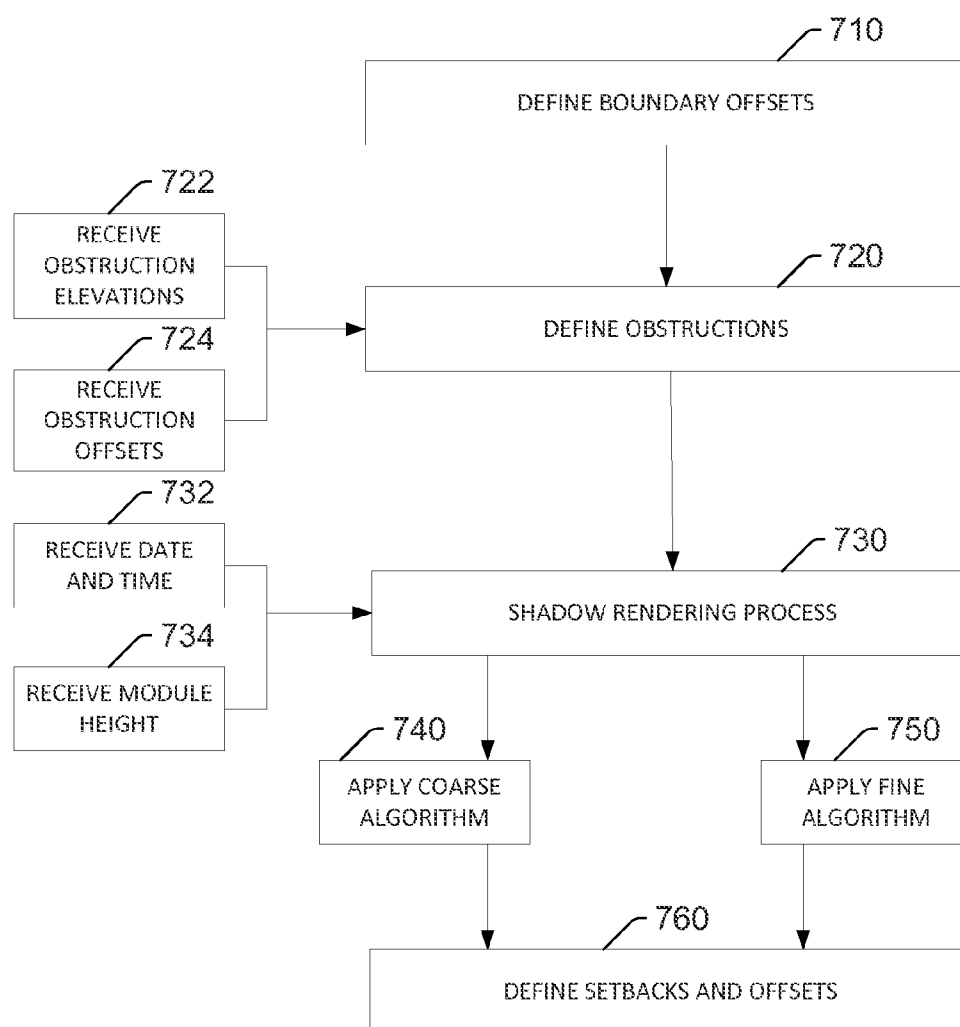 710
DEFINE BOUNDARY OFFSETS
722
RECEIVE
OBSTRUCTION
ELEVATIONS
720
DEFINE OBSTRUCTIONS
724
RECEIVE
OBSTRUCTION
OFFSETS
732
RECEIVE DATE
AND TIME
730
SHADOW RENDERING PROCESS
734
RECEIVE MODULE
HEIGHT
740
APPLY COARSE
ALGORITHM
750
APPLY FINE
ALGORITHM
760
DEFINE SETBACKS AND OFFSETS